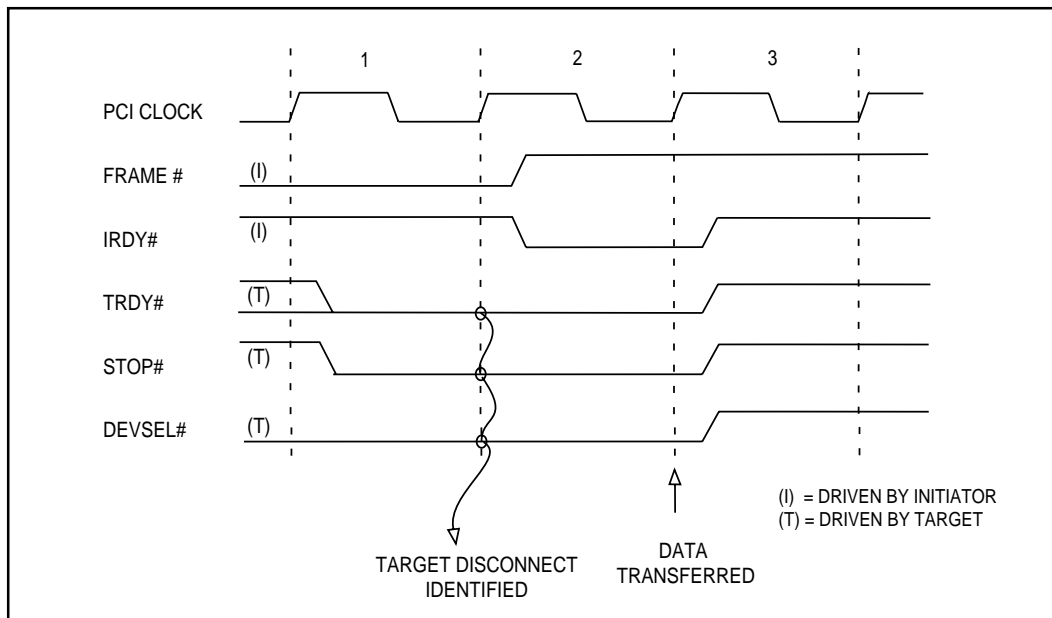 1 2 3
PCI CLOCK
FRAME # (I)
IRDY# (I)
TRDY# (T)
STOP# (T)
DEVSEL# (T)
(I) = DRIVEN BY INITIATOR
(T) = DRIVEN BY TARGET
TARGET DISCONNECT
IDENTIFIED
DATA
TRANSFERRED